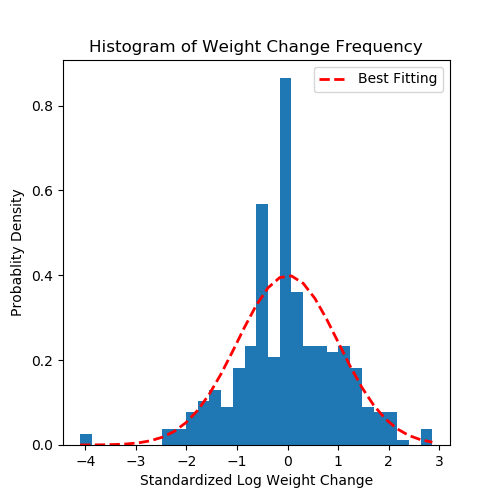 Histogram of Weight Change Frequency
Best Fitting
0.8
0.6
0.4
0.2
0.0
Probablity Density
−4 −3 −2 −1 0 1 2 3
Standardized Log Weight Change